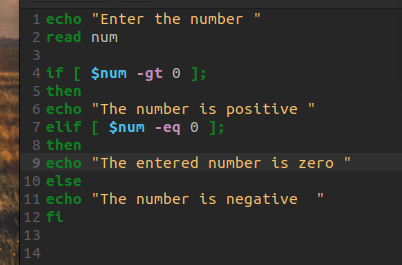 1 echo "Enter the number "
2 read num
3
4 if [ $num -gt 0 ];
5 then
6 echo "The number is positive "
7 elif [ $num -eq 0 ];
8 then
9 echo "The entered number is zero "
10 else
11 echo "The number is negative  "
12 fi
13
14